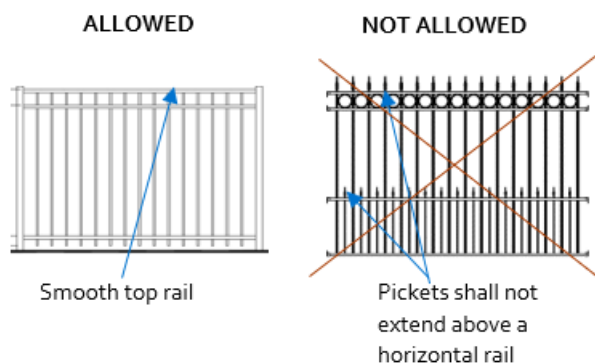 ALLOWED
NOT ALLOWED
Smooth top rail
Pickets shall not
extend above a
horizontal rail